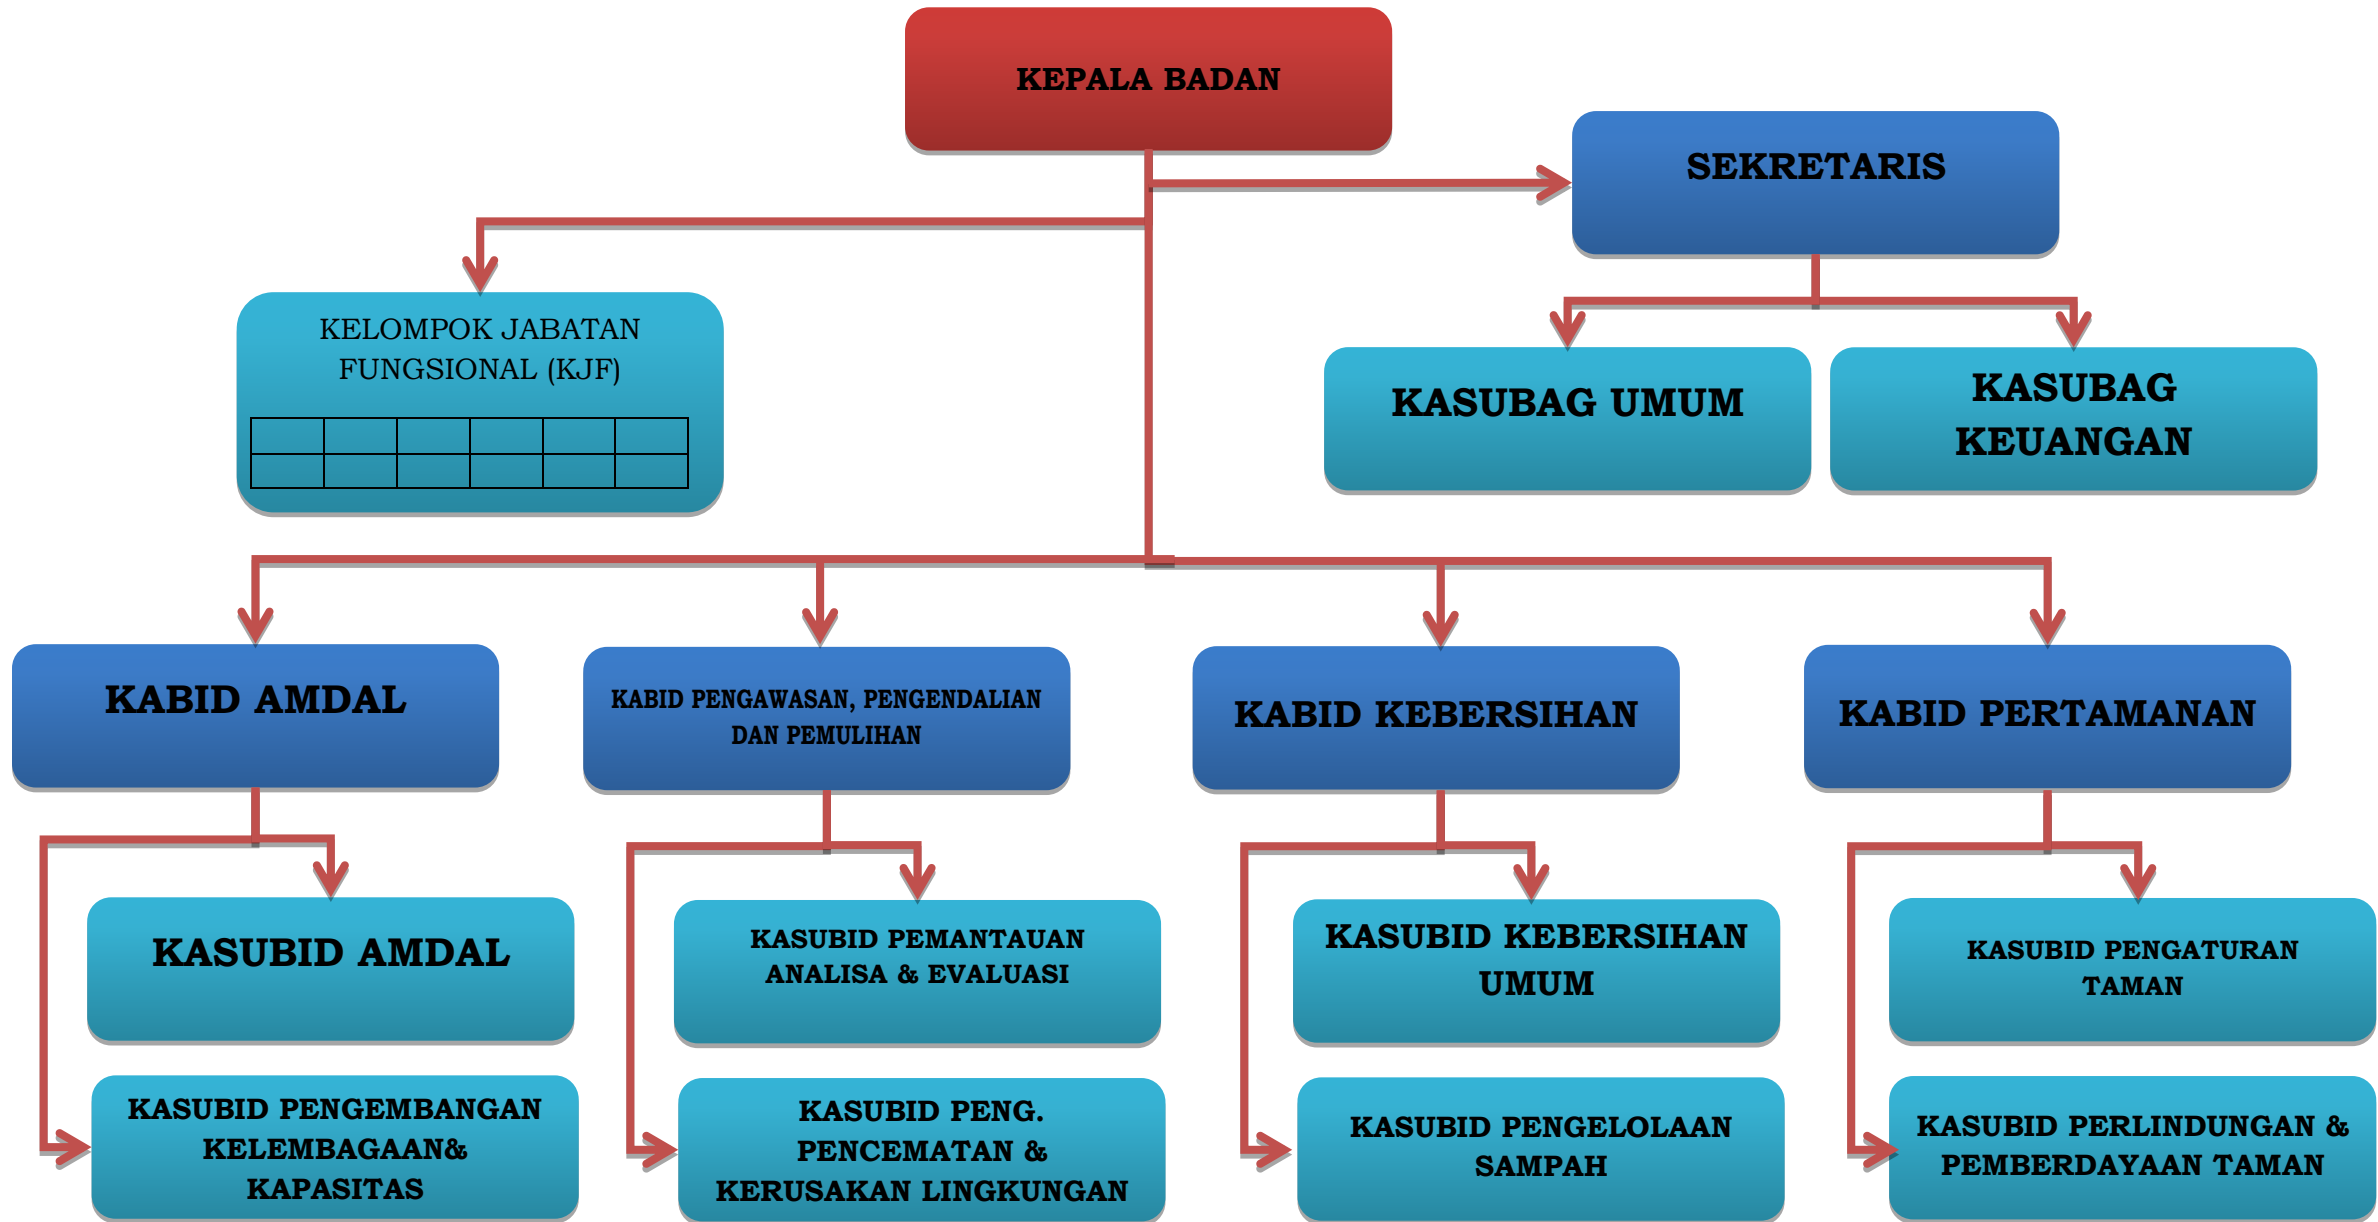 KEPALA BADAN
SEKRETARIS
KELOMPOK JABATAN
FUNGSIONAL (KJF)
KASUBAG UMUM
KASUBAG
KEUANGAN
KABID AMDAL
KABID PENGAWASAN, PENGENDALIAN
DAN PEMULIHAN
KABID KEBERSIHAN
KABID PERTAMANAN
KASUBID AMDAL
KASUBID PEMANTAUAN
ANALISA & EVALUASI
KASUBID KEBERSIHAN
UMUM
KASUBID PENGATURAN
TAMAN
KASUBID PENGEMBANGAN
KELEMBAGAAN&
KAPASITAS
KASUBID PENG.
PENCEMATAN &
KERUSAKAN LINGKUNGAN
KASUBID PENGELOLAAN
SAMPAH
KASUBID PERLINDUNGAN &
PEMBERDAYAAN TAMAN